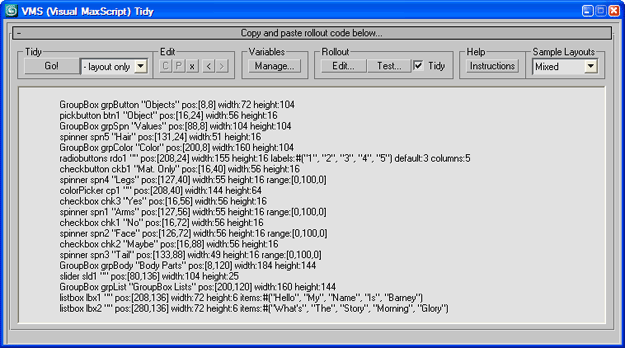 VMS (Visual MaxScript) Tidy
- Copy and paste rollout code below...
Tidy Edit Variables Rollout Help Sample Layouts
Go! - layout only C P x < > Manage... Edit... Test... Tidy Instructions Mixed
GroupBox grpButton "Objects" pos:[8,8] width:72 height:104
pickbutton btn1 "Object" pos:[16,24] width:56 height:16
GroupBox grpSpn "Values" pos:[88,8] width:104 height:104
spinner spn5 "Hair" pos:[131,24] width:51 height:16
GroupBox grpColor "Color" pos:[200,8] width:160 height:104
radiobuttons rdo1 "" pos:[208,24] width:155 height:16 labels:#("1", "2", "3", "4", "5") default:3 columns:5
checkbutton ckb1 "Mat. Only" pos:[16,40] width:56 height:16
spinner spn4 "Legs" pos:[127,40] width:55 height:16 range:[0,100,0]
colorPicker cp1 "" pos:[208,40] width:144 height:64
checkbox chk3 "Yes" pos:[16,56] width:56 height:16
spinner spn1 "Arms" pos:[127,56] width:55 height:16 range:[0,100,0]
checkbox chk1 "No" pos:[16,72] width:56 height:16
spinner spn2 "Face" pos:[126,72] width:56 height:16 range:[0,100,0]
checkbox chk2 "Maybe" pos:[16,88] width:56 height:16
spinner spn3 "Tail" pos:[133,88] width:49 height:16 range:[0,100,0]
GroupBox grpBody "Body Parts" pos:[8,120] width:184 height:144
slider sld1 "" pos:[80,136] width:104 height:25
GroupBox grpList "GroupBox Lists" pos:[200,120] width:160 height:144
listbox lbx1 "" pos:[208,136] width:72 height:6 items:#("Hello", "My", "Name", "Is", "Barney")
listbox lbx2 "" pos:[280,136] width:72 height:6 items:#("What's", "The", "Story", "Morning", "Glory")